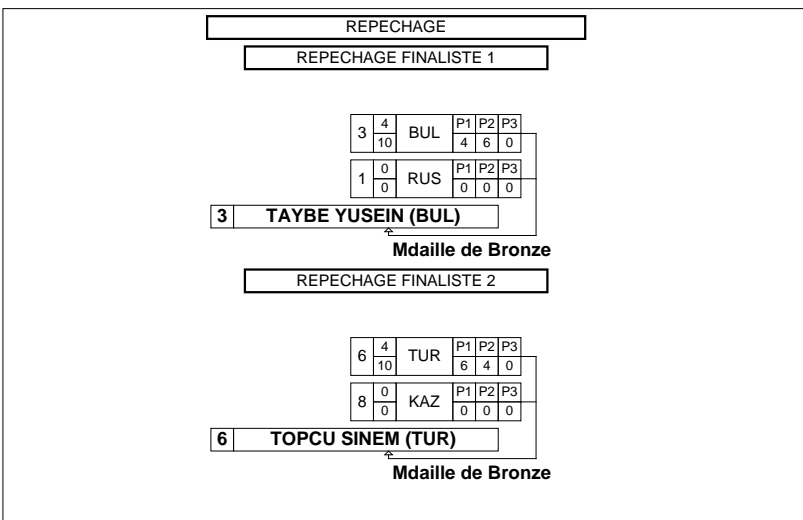 REPECHAGE
REPECHAGE FINALISTE 1
3 4 BUL P1 P2 P3
10 4 6 0
1 0 RUS P1 P2 P3
0 0 0 0
3 TAYBE YUSEIN (BUL)
Mdaille de Bronze
REPECHAGE FINALISTE 2
6 4 TUR P1 P2 P3
10 6 4 0
8 0 KAZ P1 P2 P3
0 0 0 0
6 TOPCU SINEM (TUR)
Mdaille de Bronze